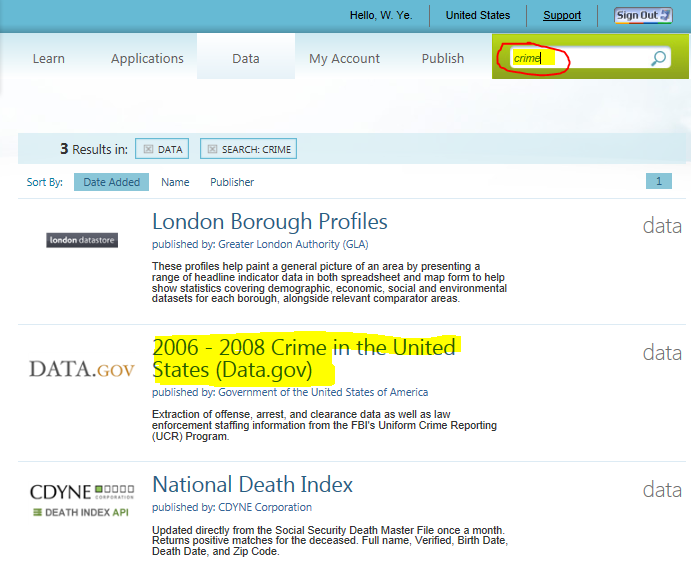 Hello, W. Ye. United States Support Sign Out
Learn Applications Data My Account Publish crime
3 Results in: DATA SEARCH: CRIME
Sort By: Date Added Name Publisher 1
london datastore
London Borough Profiles
data
published by: Greater London Authority (GLA)
These profiles help paint a general picture of an area by presenting a
range of headline indicator data in both spreadsheet and map form to help
show statistics covering demographic, economic, social and environmental
datasets for each borough, alongside relevant comparator areas.
DATA.GOV
2006 - 2008 Crime in the United
States (Data.gov)
data
published by: Government of the United States of America
Extraction of offense, arrest, and clearance data as well as law
enforcement staffing information from the FBI's Uniform Crime Reporting
(UCR) Program.
CDYNE CORPORATION
DEATH INDEX API
National Death Index
data
published by: CDYNE Corporation
Updated directly from the Social Security Death Master File once a month.
Returns positive matches for the deceased. Full name, Verified, Birth Date,
Death Date, and Zip Code.